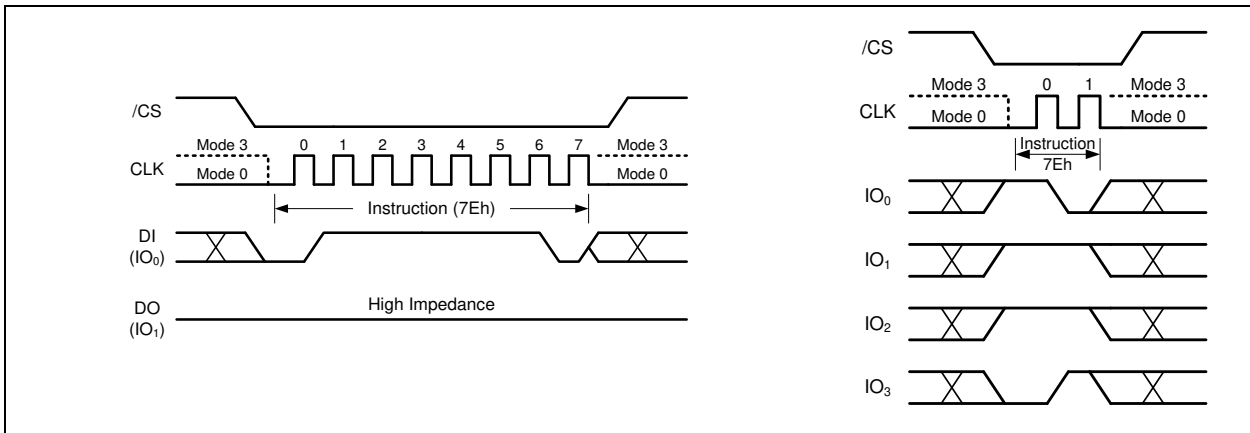 /CS
Mode 3 0 1 2 3 4 5 6 7 Mode 3
CLK
Mode 0 Mode 0
Instruction (7Eh)
DI
(IO₀)
High Impedance
DO
(IO₁)
/CS
Mode 3 0 1 Mode 3
CLK
Mode 0 Mode 0
Instruction
7Eh
IO₀
IO₁
IO₂
IO₃